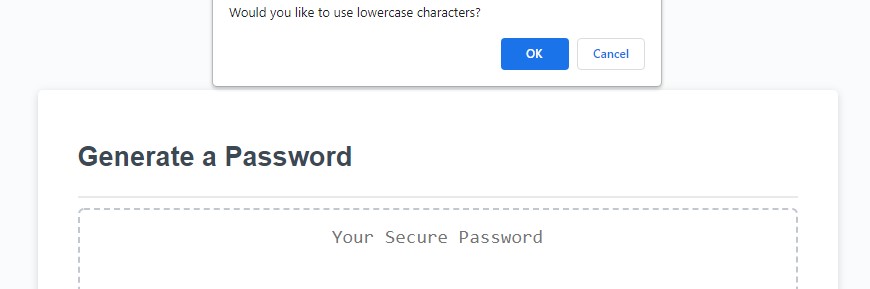 Would you like to use lowercase characters?
OK Cancel
Generate a Password
Your Secure Password